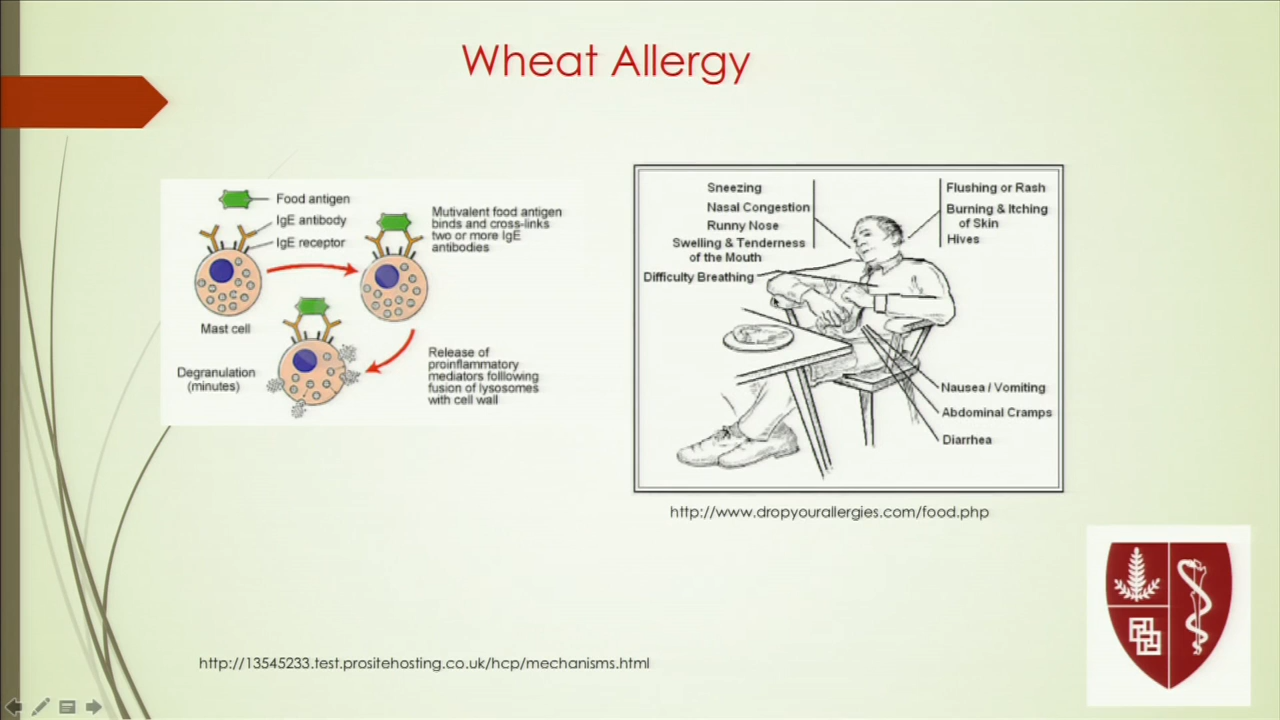 Wheat Allergy
Food antigen
IgE antibody
IgE receptor
Mast cell
Mutivalent food antigen
binds and cross-links
two or more IgE
antibodies
Degranulation
(minutes)
Release of
proinflammatory
mediators folliowing
fusion of lysosomes
with cell wall
Sneezing
Nasal Congestion
Runny Nose
Swelling & Tenderness
of the Mouth
Difficulty Breathing
Flushing or Rash
Burning & Itching
of Skin
Hives
Nausea / Vomiting
Abdominal Cramps
Diarrhea
http://www.dropyourallergies.com/food.php
http://13545233.test.prositehosting.co.uk/hcp/mechanisms.html